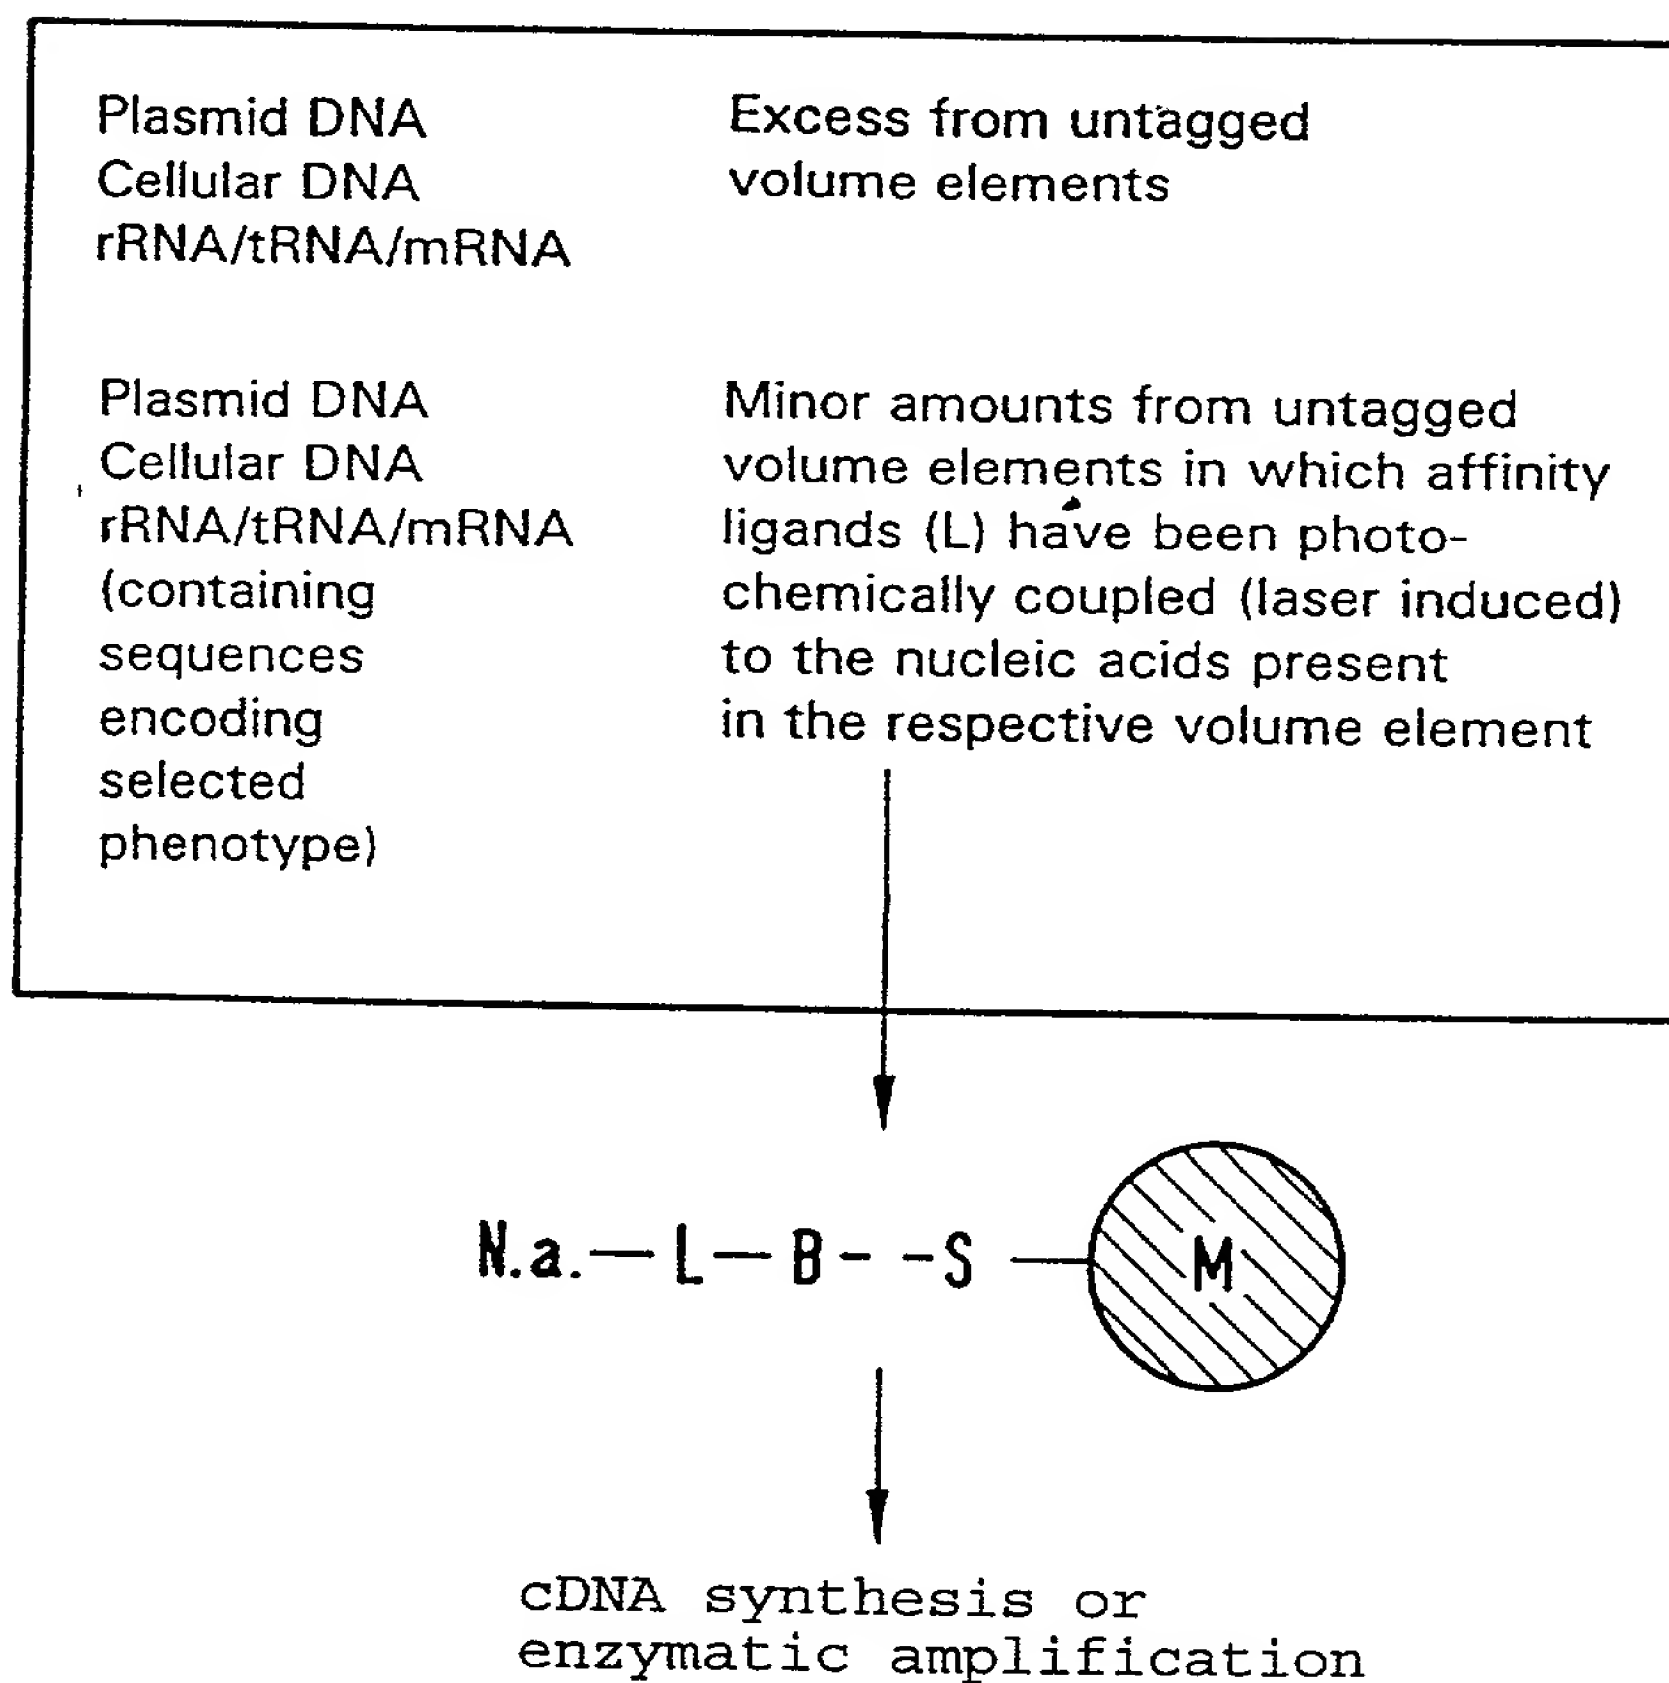 Plasmid DNA
Cellular DNA
rRNA/tRNA/mRNA
Excess from untagged
volume elements
Plasmid DNA
Cellular DNA
rRNA/tRNA/mRNA
(containing
sequences
encoding
selected
phenotype)
Minor amounts from untagged
volume elements in which affinity
ligands (L) have been photo-
chemically coupled (laser induced)
to the nucleic acids present
in the respective volume element
N.a. — L — B - - S — M
cDNA synthesis or
enzymatic amplification